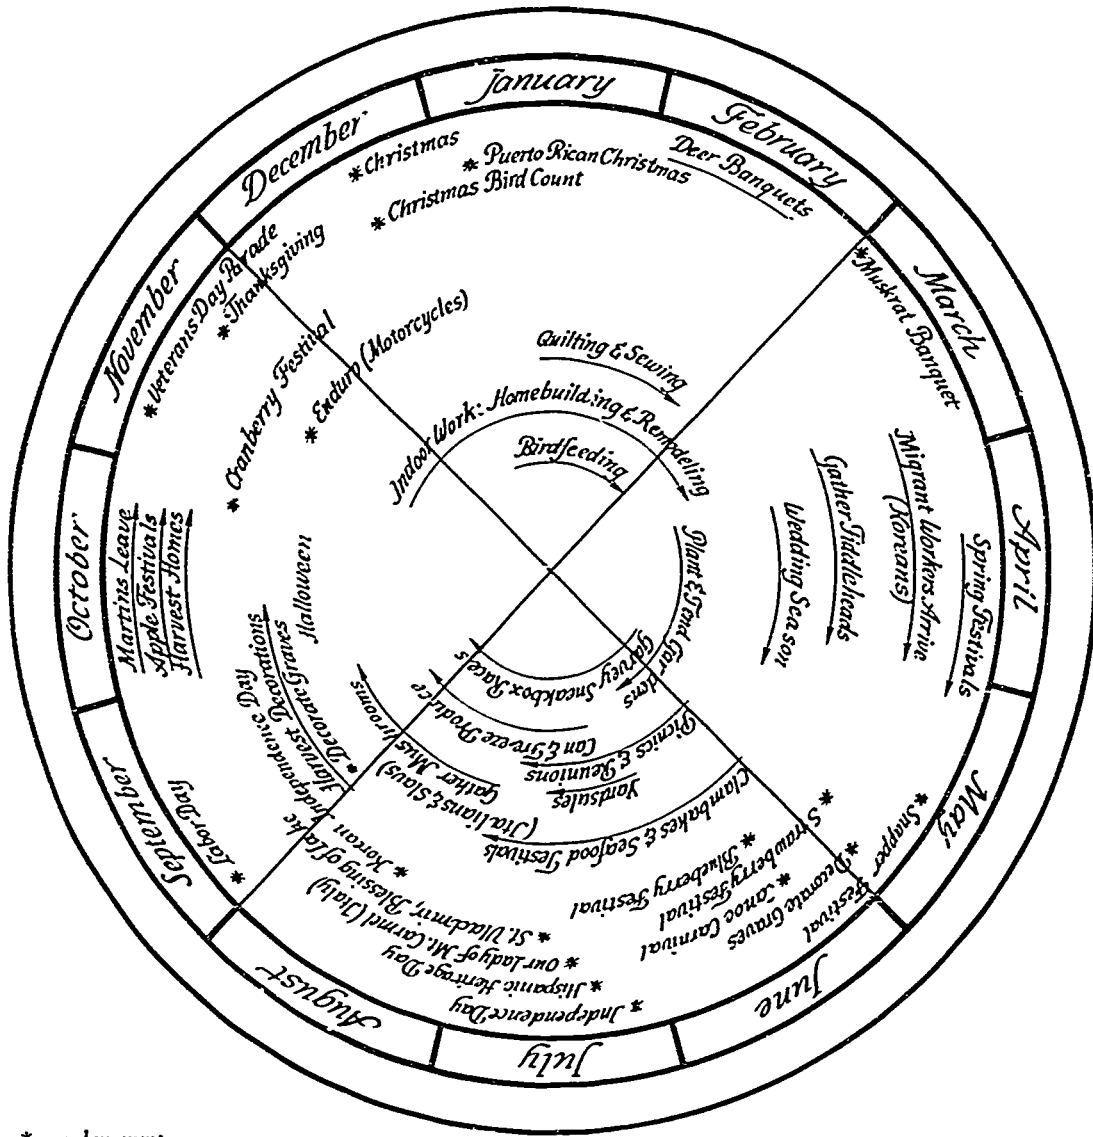 January
February
March
April
May
June
July
August
September
October
November
December
*Christmas
* Puerto Rican Christmas
* Christmas Bird Count
Deer Banquets
*Muskrat Banquet
Migrant Workers Arrive
(Koreans)
Gather Fiddleheads
Wedding Season
Spring Festivals
Quilting & Sewing
Indoor Work: Homebuilding & Remodeling
Birdfeeding
Plant & Tend Gardens
Garvey Sneakbox Races
Can & Freeze Produce
Picnics & Reunions
Yardsales
Clambakes & Seafood Festivals
Gather Mushrooms
(Italians & Slavs)
* Snapper
Festival
* Decorate Graves
* Strawberry Festival
* Canoe Carnival
* Blueberry Festival
* Independence Day
* Hispanic Heritage Day
* Our Lady of Mt. Carmel (Italy)
* St. Vladimir, Blessing of Lake
* Korean Independence Day
* Labor Day
Harvest Decorations
* Decorate Graves
Halloween
Martins Leave
Apple Festivals
Harvest Homes
* Cranberry Festival
* Enduro (Motorcycles)
* Veterans Day Parade
* Thanksgiving